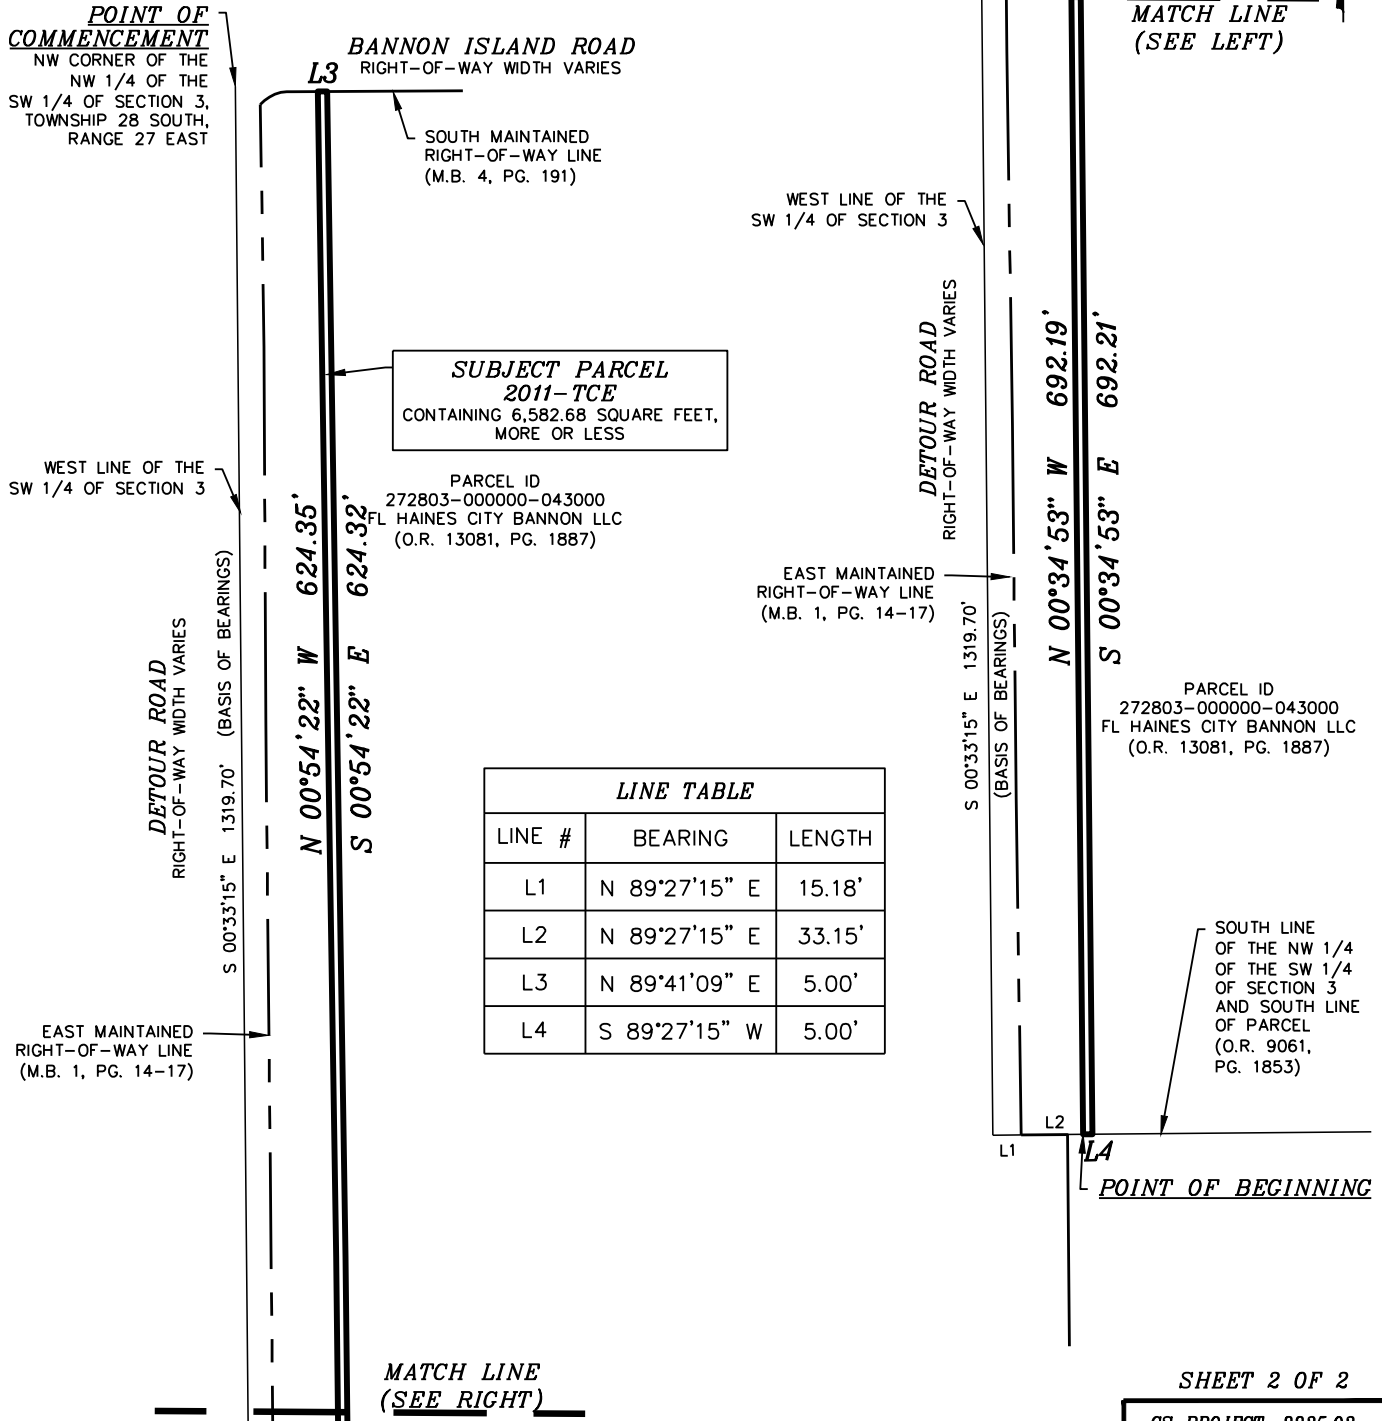 POINT OF
COMMENCEMENT
NW CORNER OF THE
NW 1/4 OF THE
SW 1/4 OF SECTION 3,
TOWNSHIP 28 SOUTH,
RANGE 27 EAST
BANNON ISLAND ROAD
RIGHT-OF-WAY WIDTH VARIES
L3
SOUTH MAINTAINED
RIGHT-OF-WAY LINE
(M.B. 4, PG. 191)
SUBJECT PARCEL
2011-TCE
CONTAINING 6,582.68 SQUARE FEET,
MORE OR LESS
WEST LINE OF THE
SW 1/4 OF SECTION 3
PARCEL ID
272803-000000-043000
FL HAINES CITY BANNON LLC
(O.R. 13081, PG. 1887)
N 00°54'22" W 624.35'
S 00°54'22" E 624.32'
DETOUR ROAD
RIGHT-OF-WAY WIDTH VARIES
S 00°33'15" E 1319.70' (BASIS OF BEARINGS)
EAST MAINTAINED
RIGHT-OF-WAY LINE
(M.B. 1, PG. 14-17)
MATCH LINE
(SEE RIGHT)
LINE TABLE
LINE # BEARING LENGTH
L1 N 89°27'15" E 15.18'
L2 N 89°27'15" E 33.15'
L3 N 89°41'09" E 5.00'
L4 S 89°27'15" W 5.00'
MATCH LINE
(SEE LEFT)
WEST LINE OF THE
SW 1/4 OF SECTION 3
DETOUR ROAD
RIGHT-OF-WAY WIDTH VARIES
N 00°34'53" W 692.19'
S 00°34'53" E 692.21'
EAST MAINTAINED
RIGHT-OF-WAY LINE
(M.B. 1, PG. 14-17)
S 00°33'15" E 1319.70'
(BASIS OF BEARINGS)
PARCEL ID
272803-000000-043000
FL HAINES CITY BANNON LLC
(O.R. 13081, PG. 1887)
SOUTH LINE
OF THE NW 1/4
OF THE SW 1/4
OF SECTION 3
AND SOUTH LINE
OF PARCEL
(O.R. 9061,
PG. 1853)
L2
L1
L4
POINT OF BEGINNING
SHEET 2 OF 2